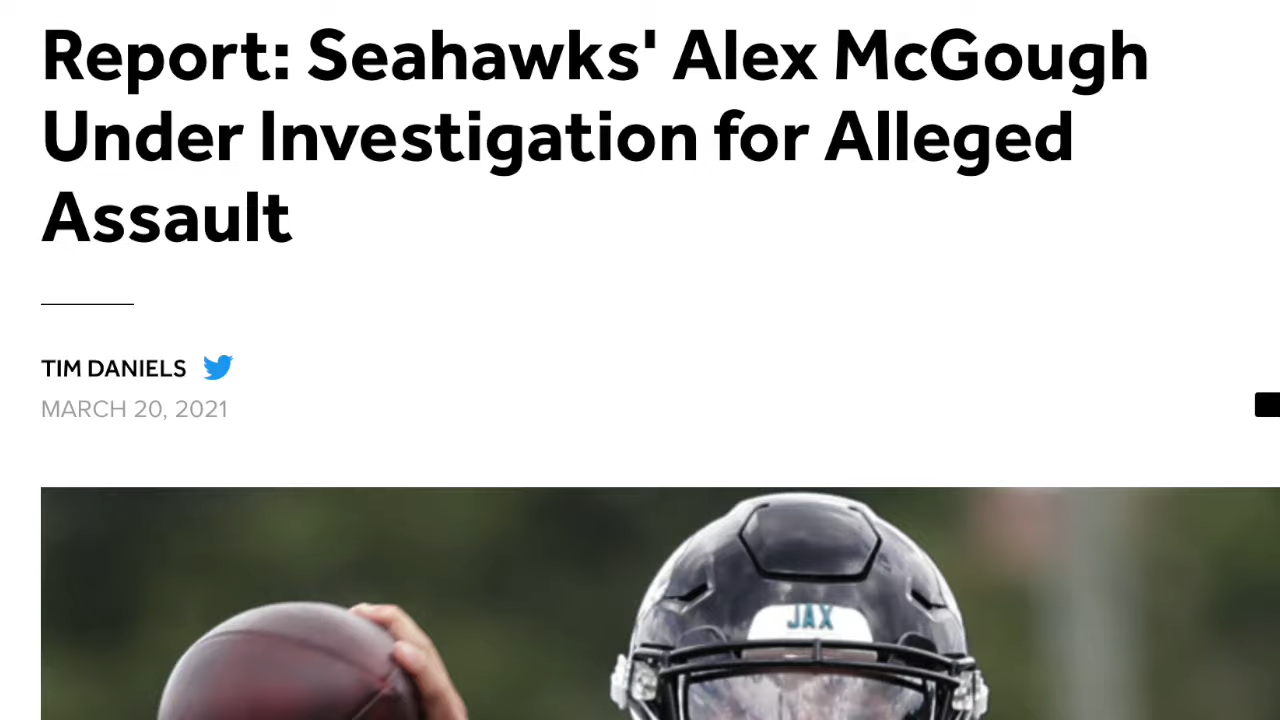 Report: Seahawks' Alex McGough
Under Investigation for Alleged
Assault
TIM DANIELS
MARCH 20, 2021
JAX